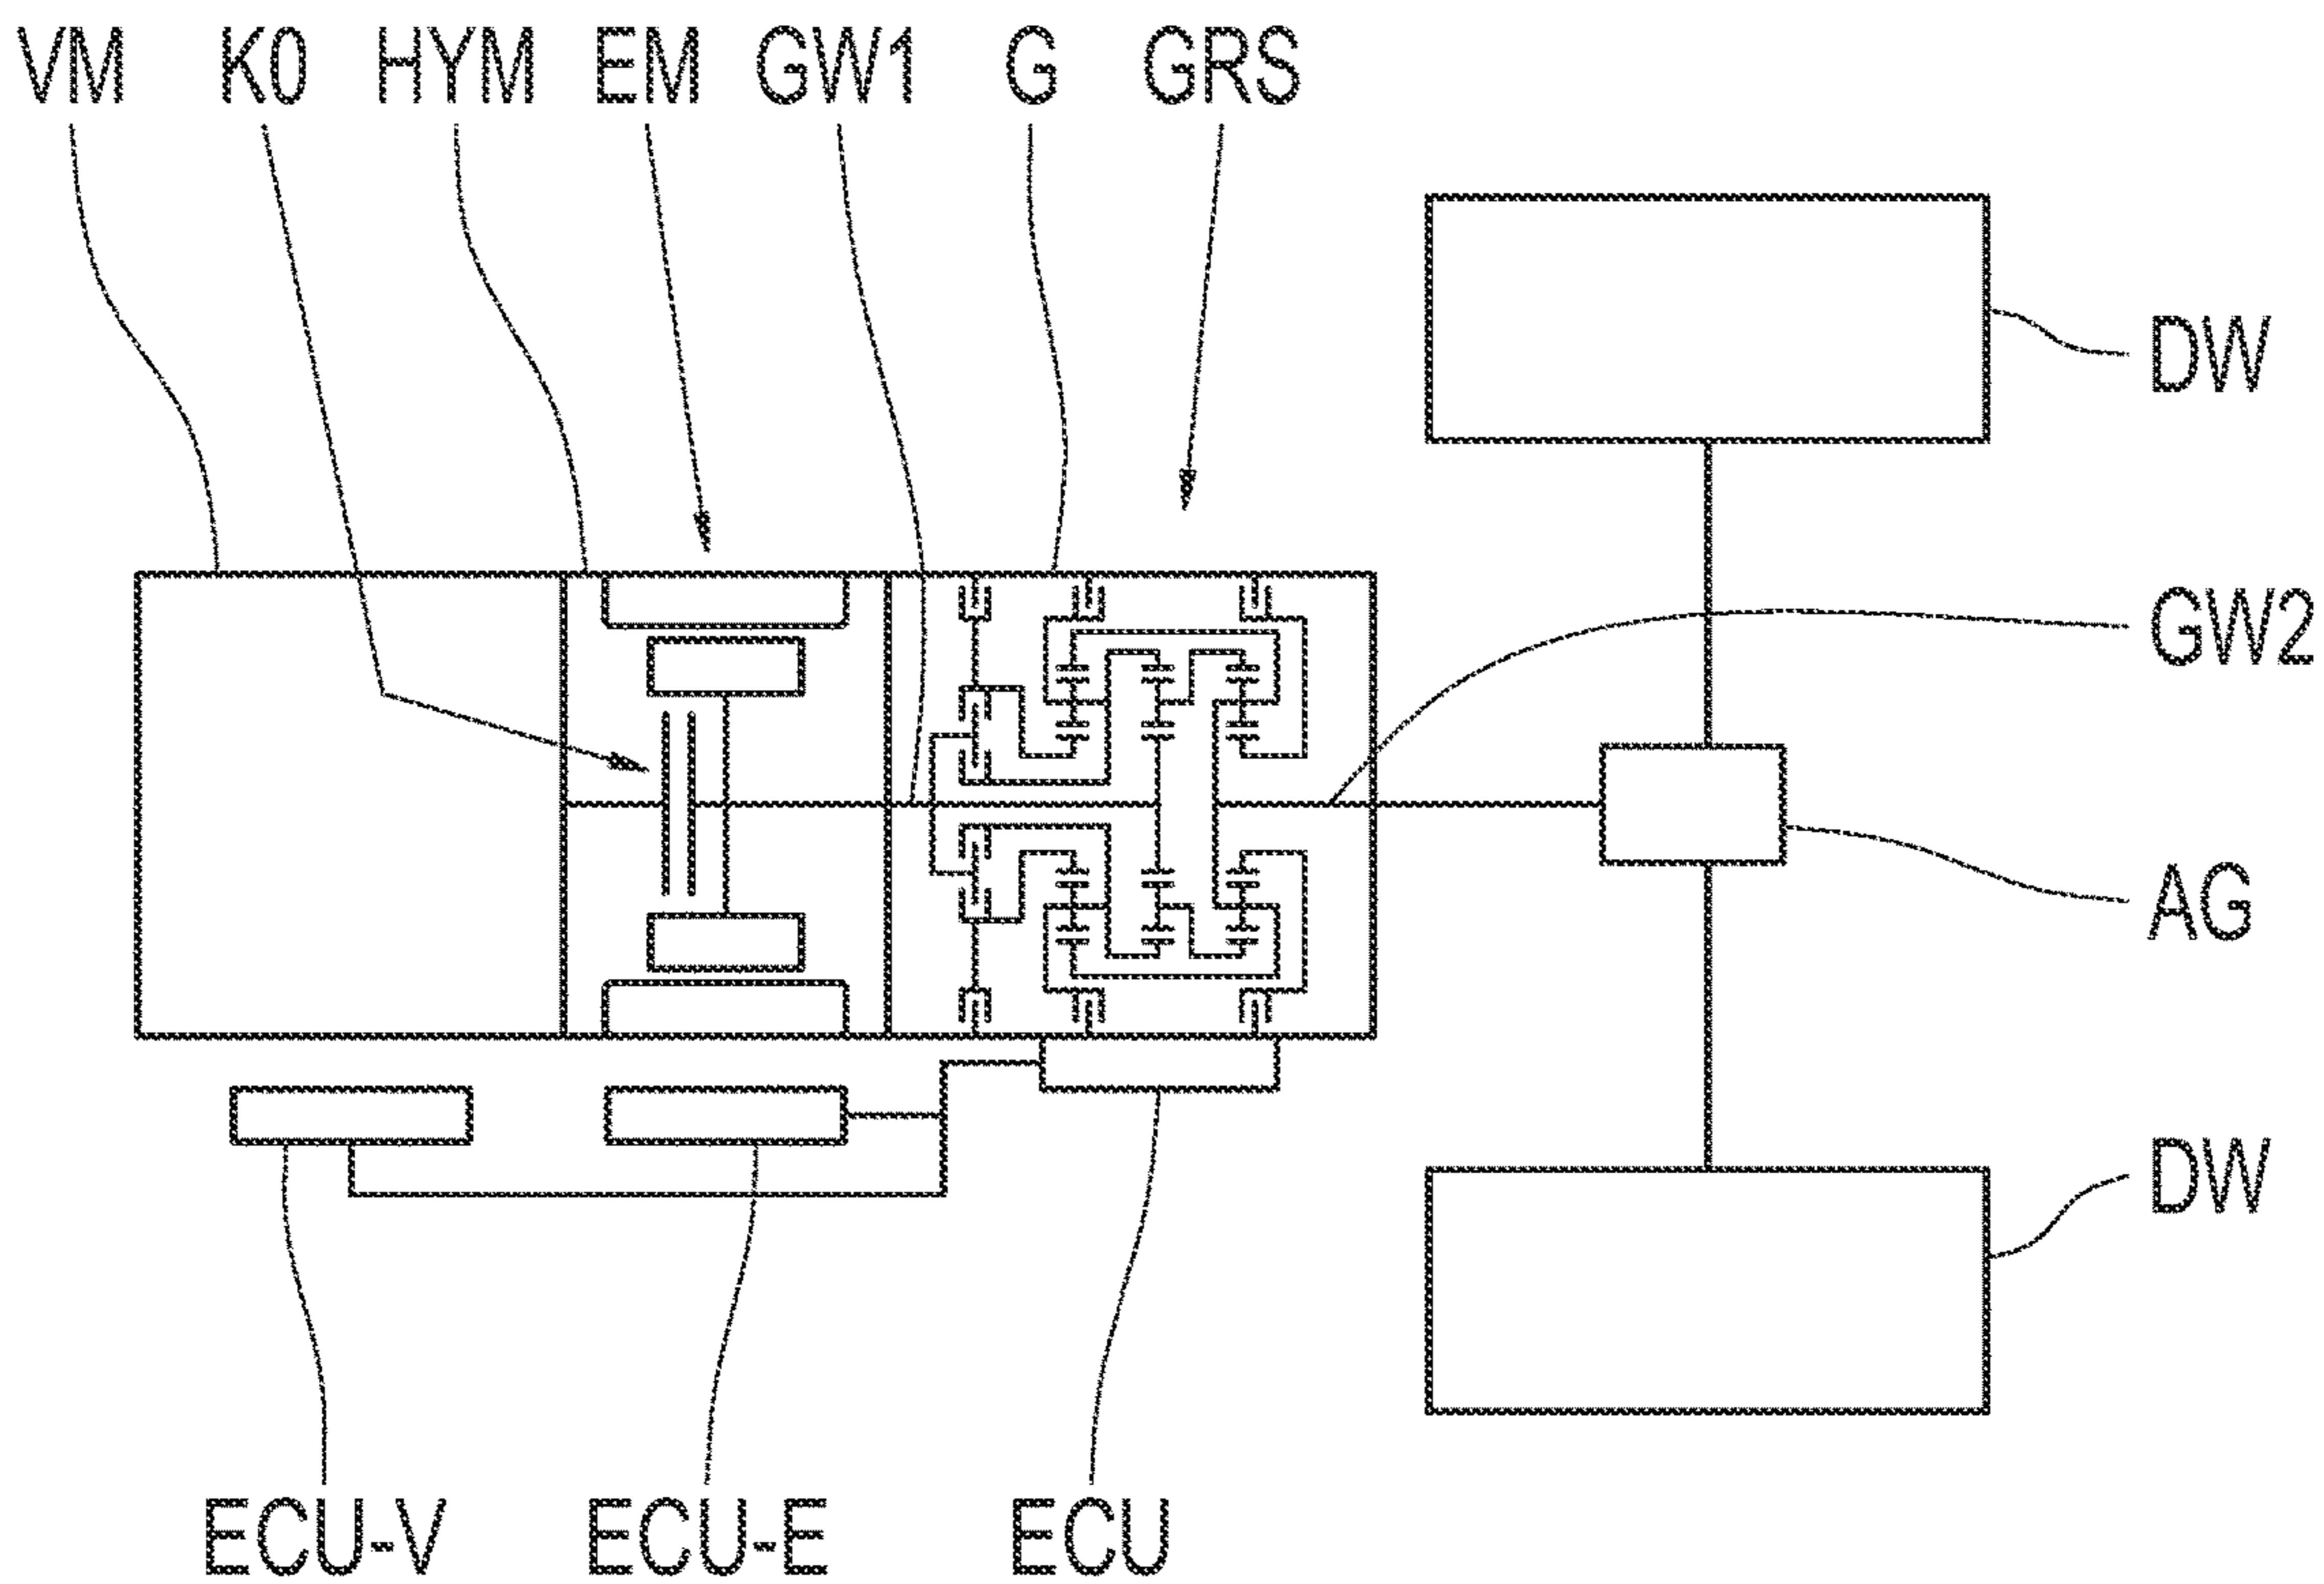 VM K0 HYM EM GW1 G GRS
DW
GW2
AG
DW
ECU-V ECU-E ECU